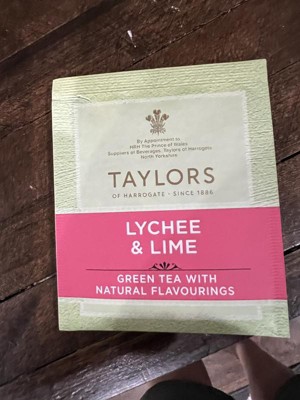 By Appointment to
HRH The Prince of Wales
Suppliers of Beverages, Taylors of Harrogate
North Yorkshire
TAYLORS
OF HARROGATE · SINCE 1886
LYCHEE
& LIME
GREEN TEA WITH
NATURAL FLAVOURINGS